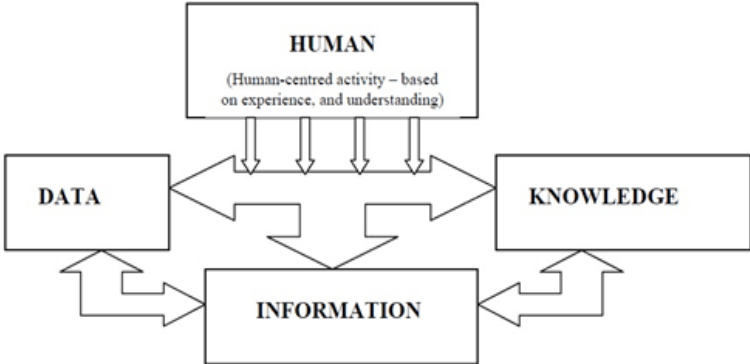 HUMAN
(Human-centred activity – based
on experience, and understanding)
DATA
KNOWLEDGE
INFORMATION